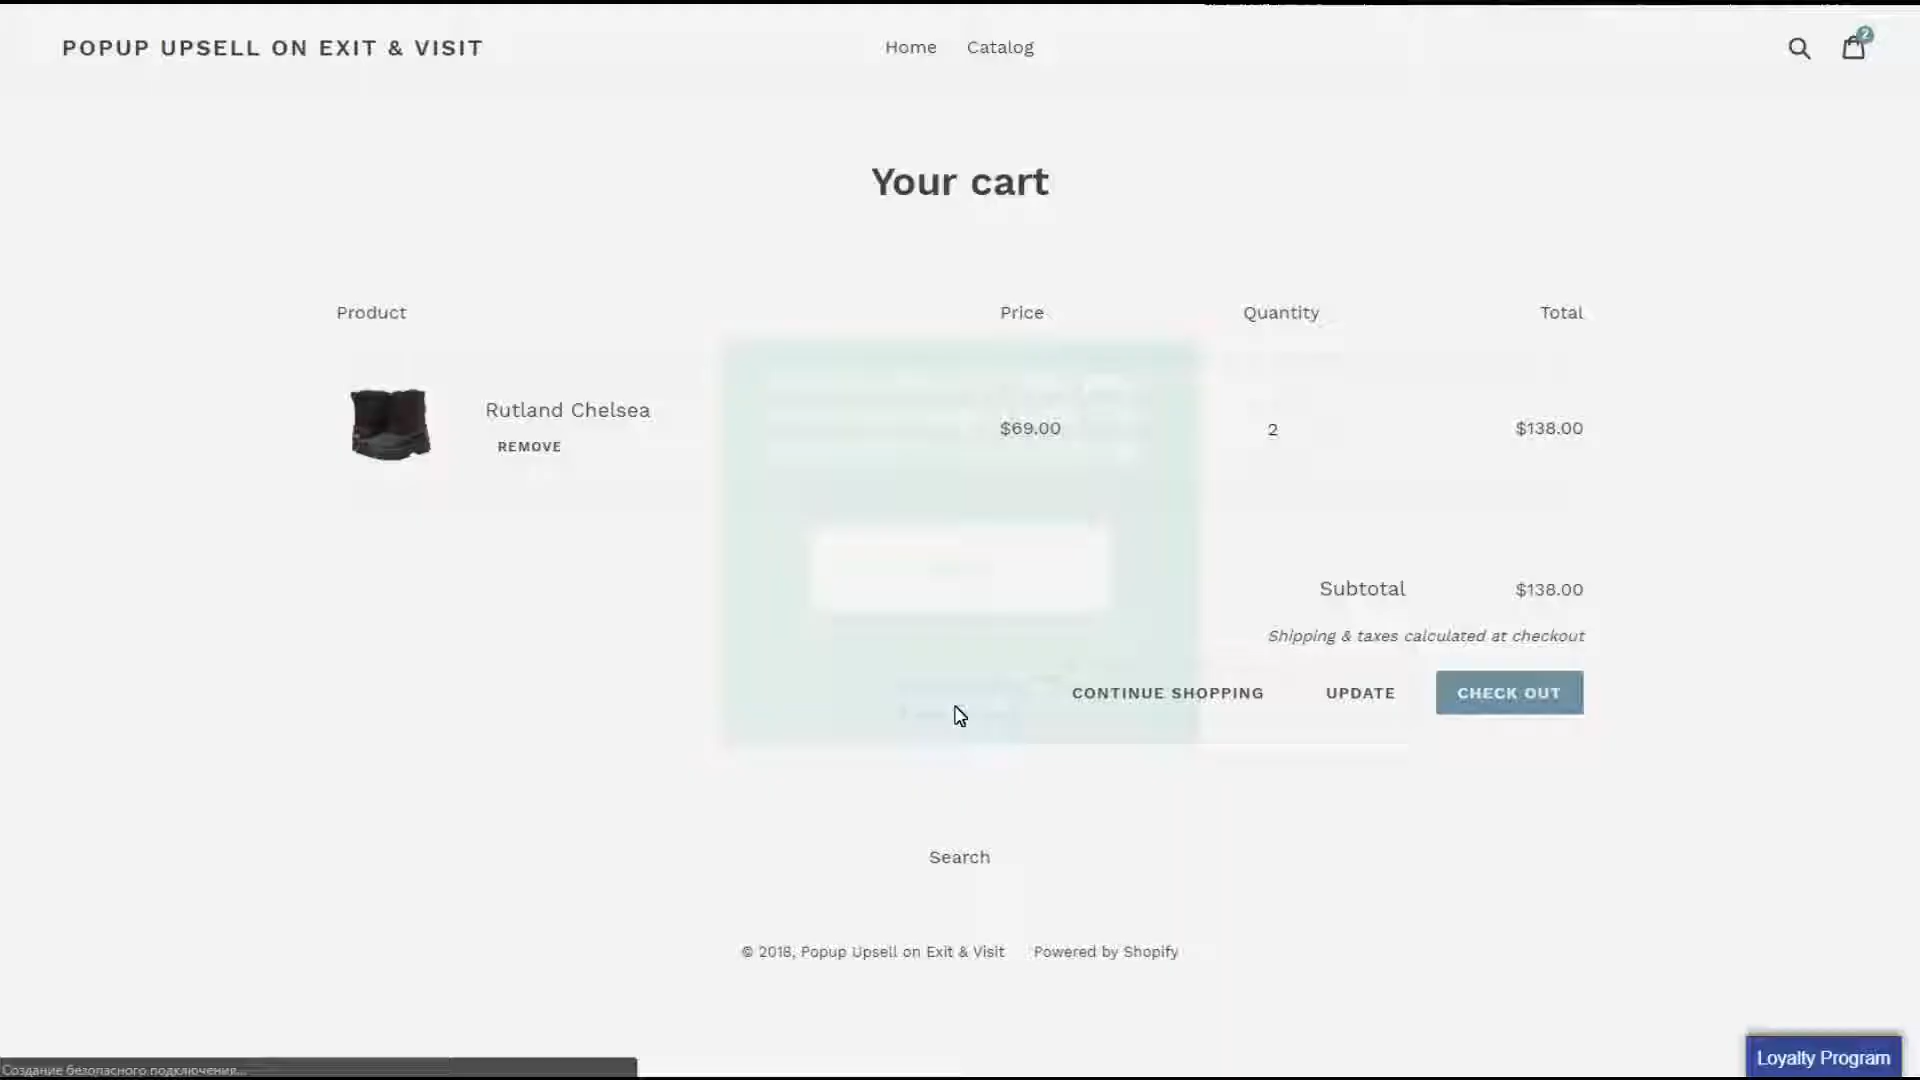 POPUP UPSELL ON EXIT & VISIT
Home Catalog
2
Your cart
Product Price Quantity Total
Rutland Chelsea
REMOVE
$69.00 2 $138.00
Subtotal $138.00
Shipping & taxes calculated at checkout
CONTINUE SHOPPING UPDATE CHECK OUT
Search
© 2018, Popup Upsell on Exit & Visit Powered by Shopify
Loyalty Program
Создание безопасного подключения...